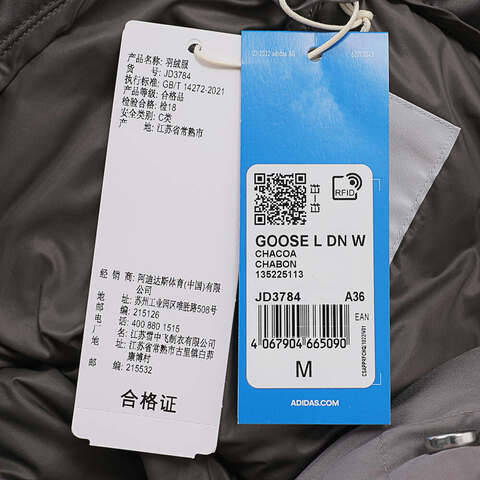 产品名称: 羽绒服
货 号: JD3784
执行标准: GB/T 14272-2021
产品等级: 合格品
检验合格: 检18
安全类别: C类
产 地: 江苏省常熟市
经 销 商: 阿迪达斯体育(中国)有限
公司
地 址: 苏州工业园区唯胜路508号
邮 编: 215126
电 话: 400 880 1515
厂 名: 江苏雪中飞制衣有限公司
地 址: 江苏省常熟市古里镇白茆
康博村
邮 编: 215532
合格证
RFID
GOOSE L DN W
CHACOA
CHABON
135225113
JD3784 A36
EAN
4 067904 665090
M
ADIDAS.COM